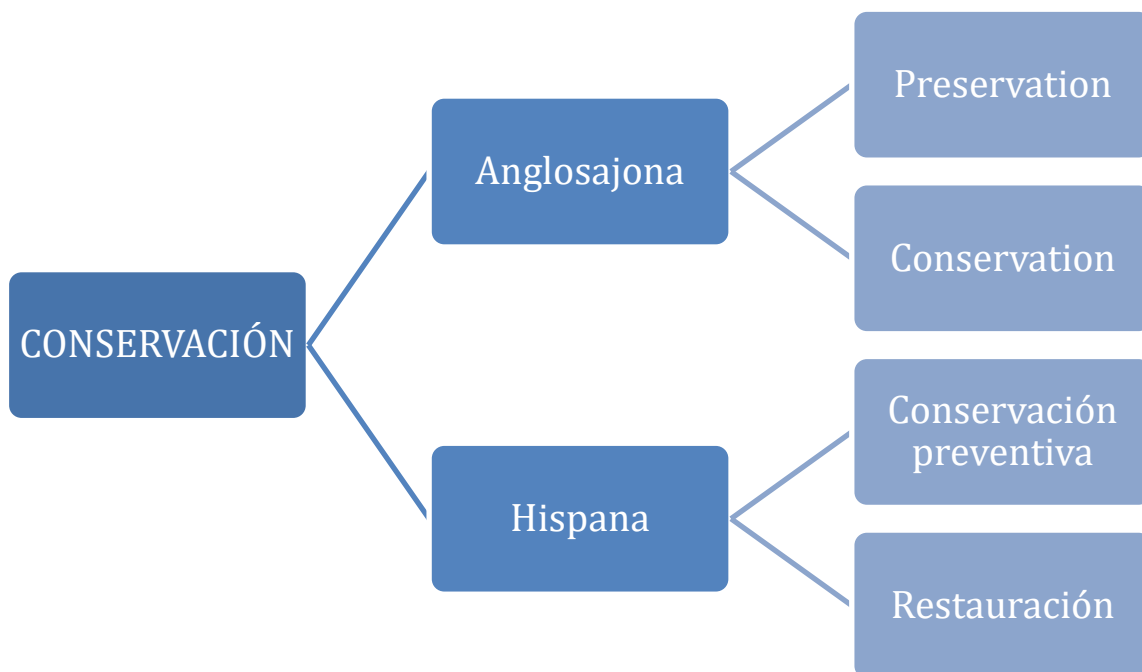 CONSERVACIÓN
Anglosajona
Preservation
Conservation
Hispana
Conservación
preventiva
Restauración